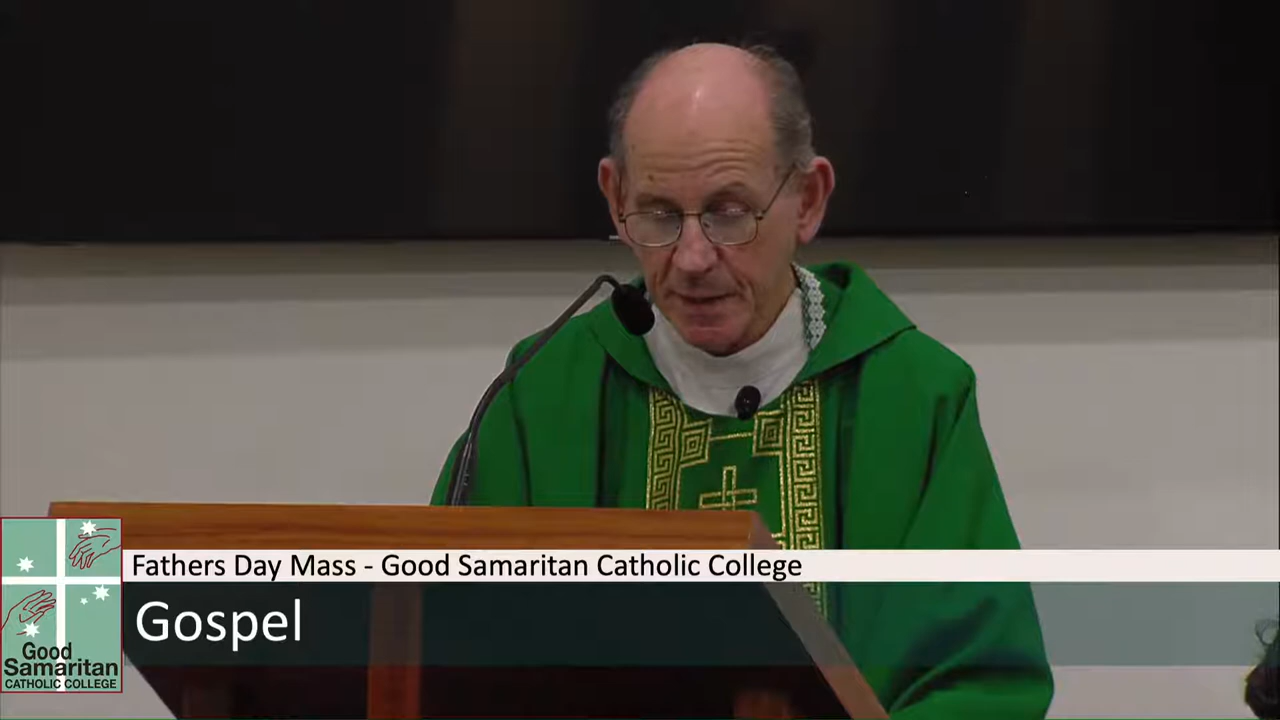 Fathers Day Mass - Good Samaritan Catholic College
Gospel
Good
Samaritan
CATHOLIC COLLEGE